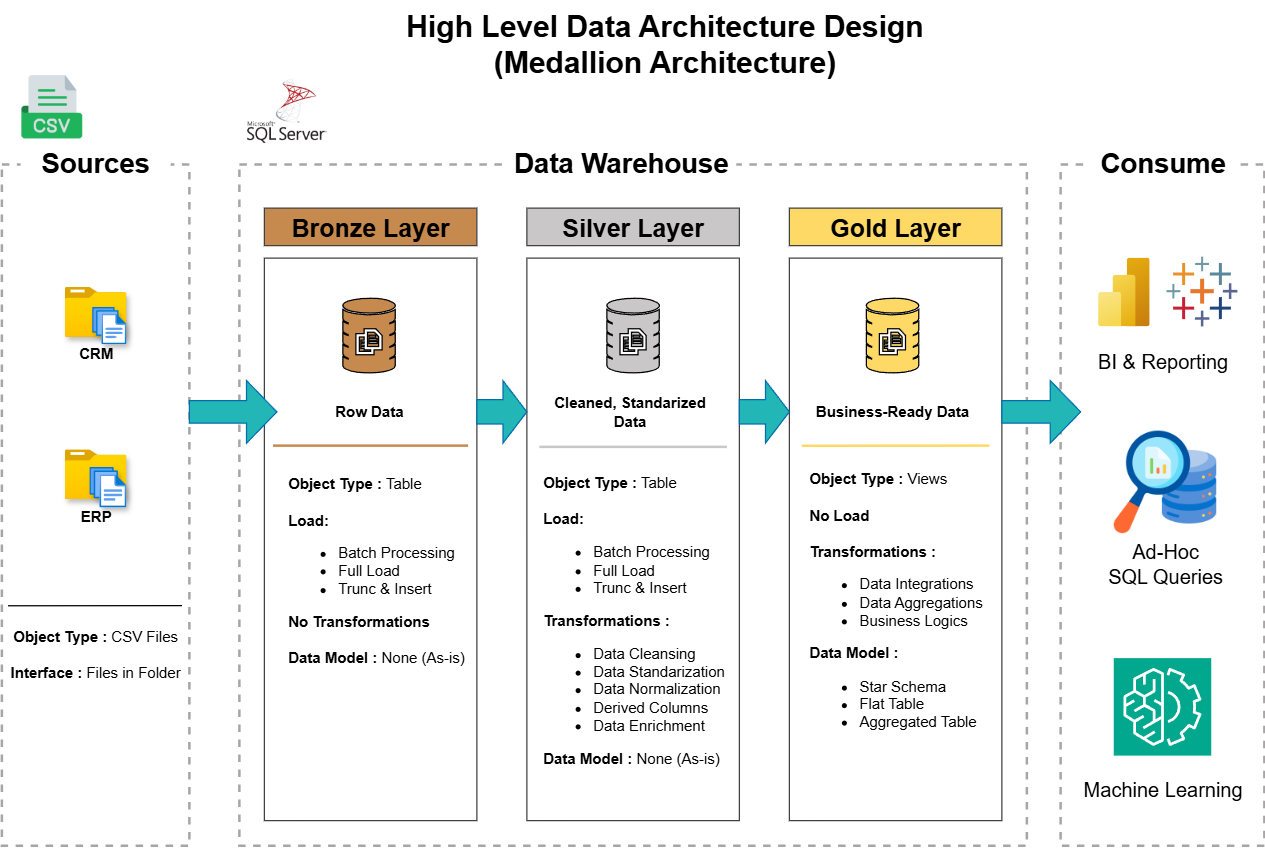 High Level Data Architecture Design
(Medallion Architecture)
CSV
Microsoft
SQL Server
Sources
CRM
ERP
Object Type : CSV Files
Interface : Files in Folder
Data Warehouse
Bronze Layer
Row Data
Object Type : Table
Load:
Batch Processing
Full Load
Trunc & Insert
No Transformations
Data Model : None (As-is)
Silver Layer
Cleaned, Standarized
Data
Object Type : Table
Load:
Batch Processing
Full Load
Trunc & Insert
Transformations :
Data Cleansing
Data Standarization
Data Normalization
Derived Columns
Data Enrichment
Data Model : None (As-is)
Gold Layer
Business-Ready Data
Object Type : Views
No Load
Transformations :
Data Integrations
Data Aggregations
Business Logics
Data Model :
Star Schema
Flat Table
Aggregated Table
Consume
BI & Reporting
Ad-Hoc
SQL Queries
Machine Learning